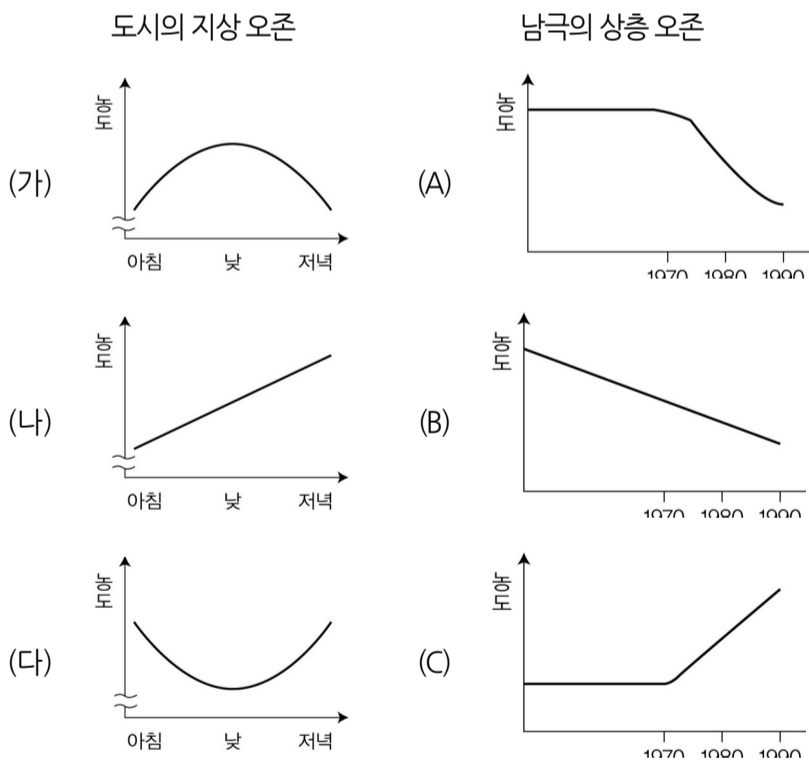 도시의 지상 오존 남극의 상층 오존
농도 농도
(가) (A)
아침 낮 저녁 1970 1980 1990
농도 농도
(나) (B)
아침 낮 저녁 1970 1980 1990
농도 농도
(다) (C)
아침 낮 저녁 1970 1980 1990